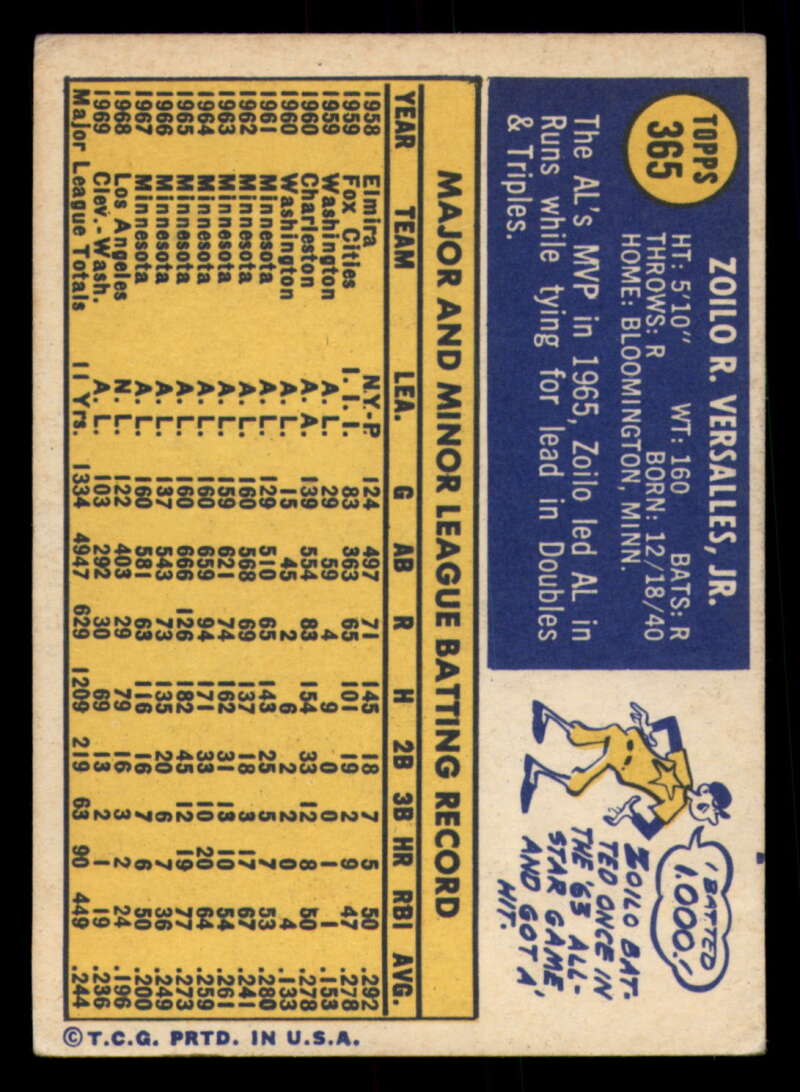 TOPPS
365
ZOILO R. VERSALLES, JR.
HT: 5'10" WT: 160 BATS: R
THROWS: R BORN: 12/18/40
HOME: BLOOMINGTON, MINN.
The AL's MVP in 1965, Zoilo led AL in
Runs while tying for lead in Doubles
& Triples.
"I BATTED
1.000!
ZOILO BAT-
TED ONCE IN
THE '63 ALL-
STAR GAME
AND GOT A
HIT.
MAJOR AND MINOR LEAGUE BATTING RECORD
YEAR TEAM LEA. G AB R H 2B 3B HR RBI AVG.
1958 Elmira N.Y.-P 124 497 71 145 18 7 5 50 .292
1959 Fox Cities I.I.I. 83 363 65 101 19 2 9 47 .278
1959 Washington A.L. 29 59 4 9 0 0 1 1 .153
1960 Charleston A.A. 139 554 83 154 33 12 8 50 .278
1960 Washington A.L. 15 45 2 6 2 2 0 4 .133
1961 Minnesota A.L. 129 510 65 143 25 5 7 53 .280
1962 Minnesota A.L. 160 568 69 137 18 3 17 67 .241
1963 Minnesota A.L. 159 621 74 162 31 13 10 54 .261
1964 Minnesota A.L. 160 659 94 171 33 10 20 64 .259
1965 Minnesota A.L. 160 666 126 182 45 12 19 77 .273
1966 Minnesota A.L. 137 543 73 135 20 6 7 36 .249
1967 Minnesota A.L. 160 581 63 116 16 7 6 50 .200
1968 Los Angeles N.L. 122 403 29 79 16 3 2 24 .196
1969 Clev.-Wash. A.L. 103 292 30 69 13 2 1 19 .236
Major League Totals 11 Yrs. 1334 4947 629 1209 219 63 90 449 .244
© T.C.G. PRTD. IN U.S.A.